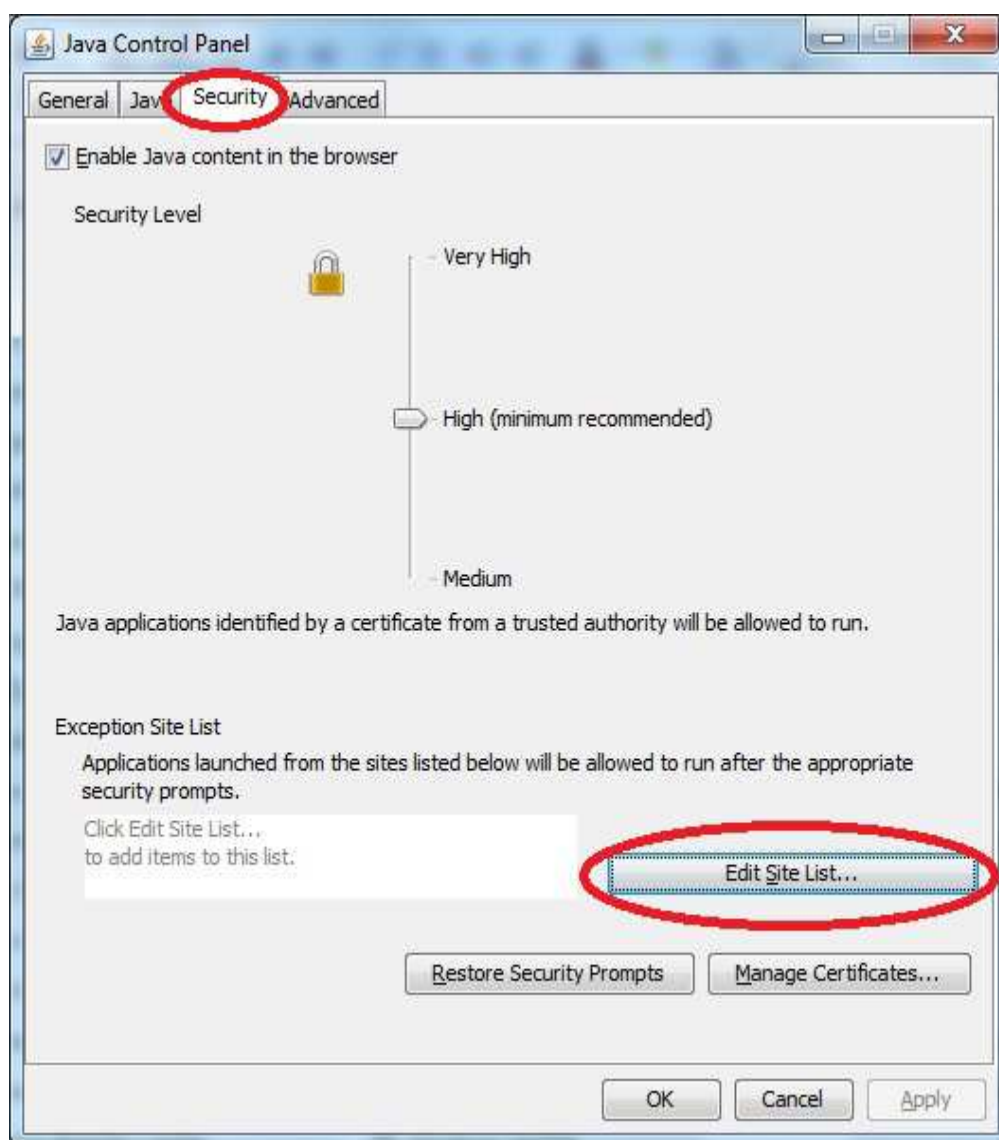 Java Control Panel
General Java Security Advanced
Enable Java content in the browser
Security Level
Very High
High (minimum recommended)
Medium
Java applications identified by a certificate from a trusted authority will be allowed to run.
Exception Site List
Applications launched from the sites listed below will be allowed to run after the appropriate
security prompts.
Click Edit Site List...
to add items to this list.
Edit Site List...
Restore Security Prompts Manage Certificates...
OK Cancel Apply